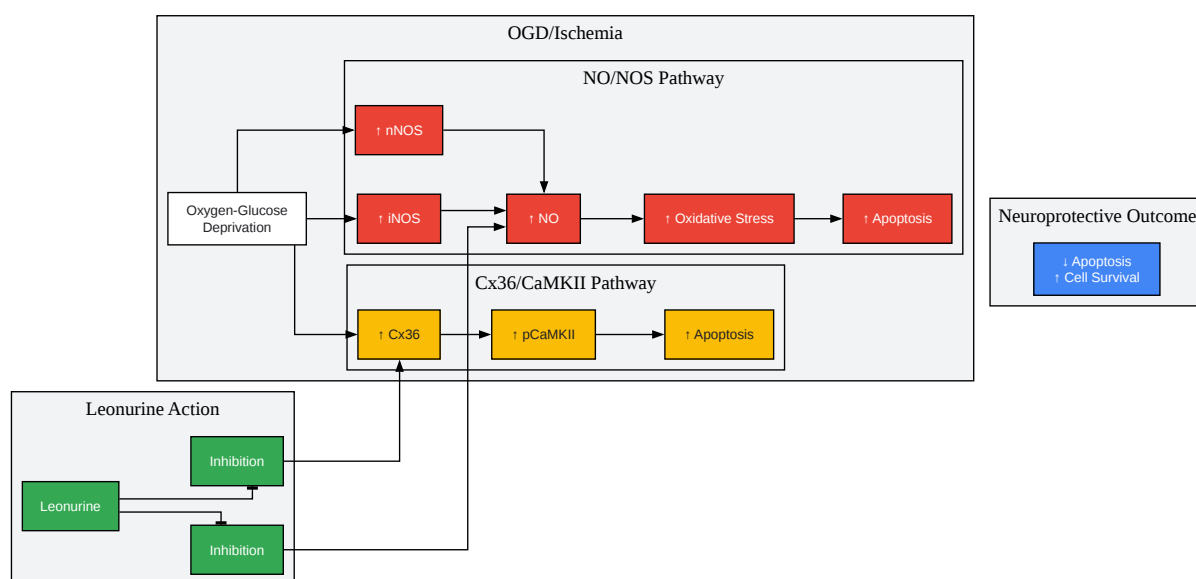 OGD/Ischemia
NO/NOS Pathway
↑ nNOS
Oxygen-Glucose
Deprivation
↑ iNOS
↑ NO
↑ Oxidative Stress
↑ Apoptosis
Cx36/CaMKII Pathway
↑ Cx36
↑ pCaMKII
↑ Apoptosis
Neuroprotective Outcome
↓ Apoptosis
↑ Cell Survival
Leonurine Action
Inhibition
Leonurine
Inhibition